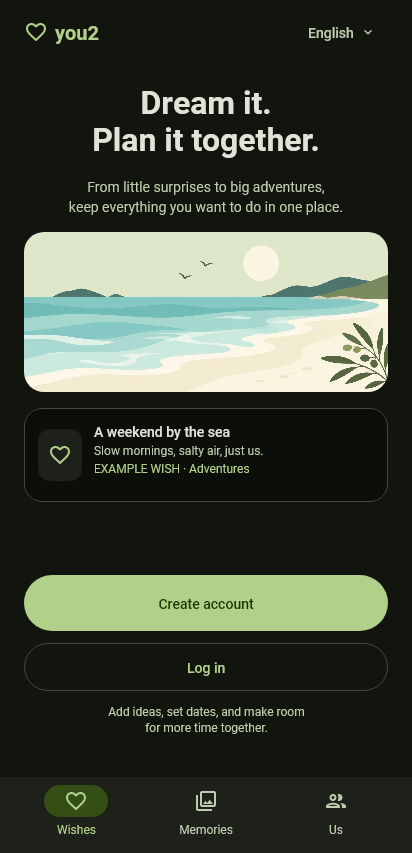 you2
English
Dream it.
Plan it together.
From little surprises to big adventures,
keep everything you want to do in one place.
A weekend by the sea
Slow mornings, salty air, just us.
EXAMPLE WISH · Adventures
Create account
Log in
Add ideas, set dates, and make room
for more time together.
Wishes
Memories
Us